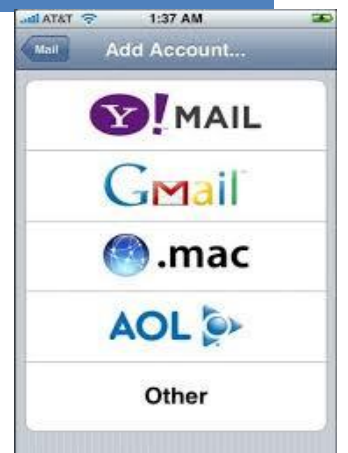 AT&T 1:37 AM
Mail Add Account...
Y! MAIL
Gmail
.mac
AOL
Other